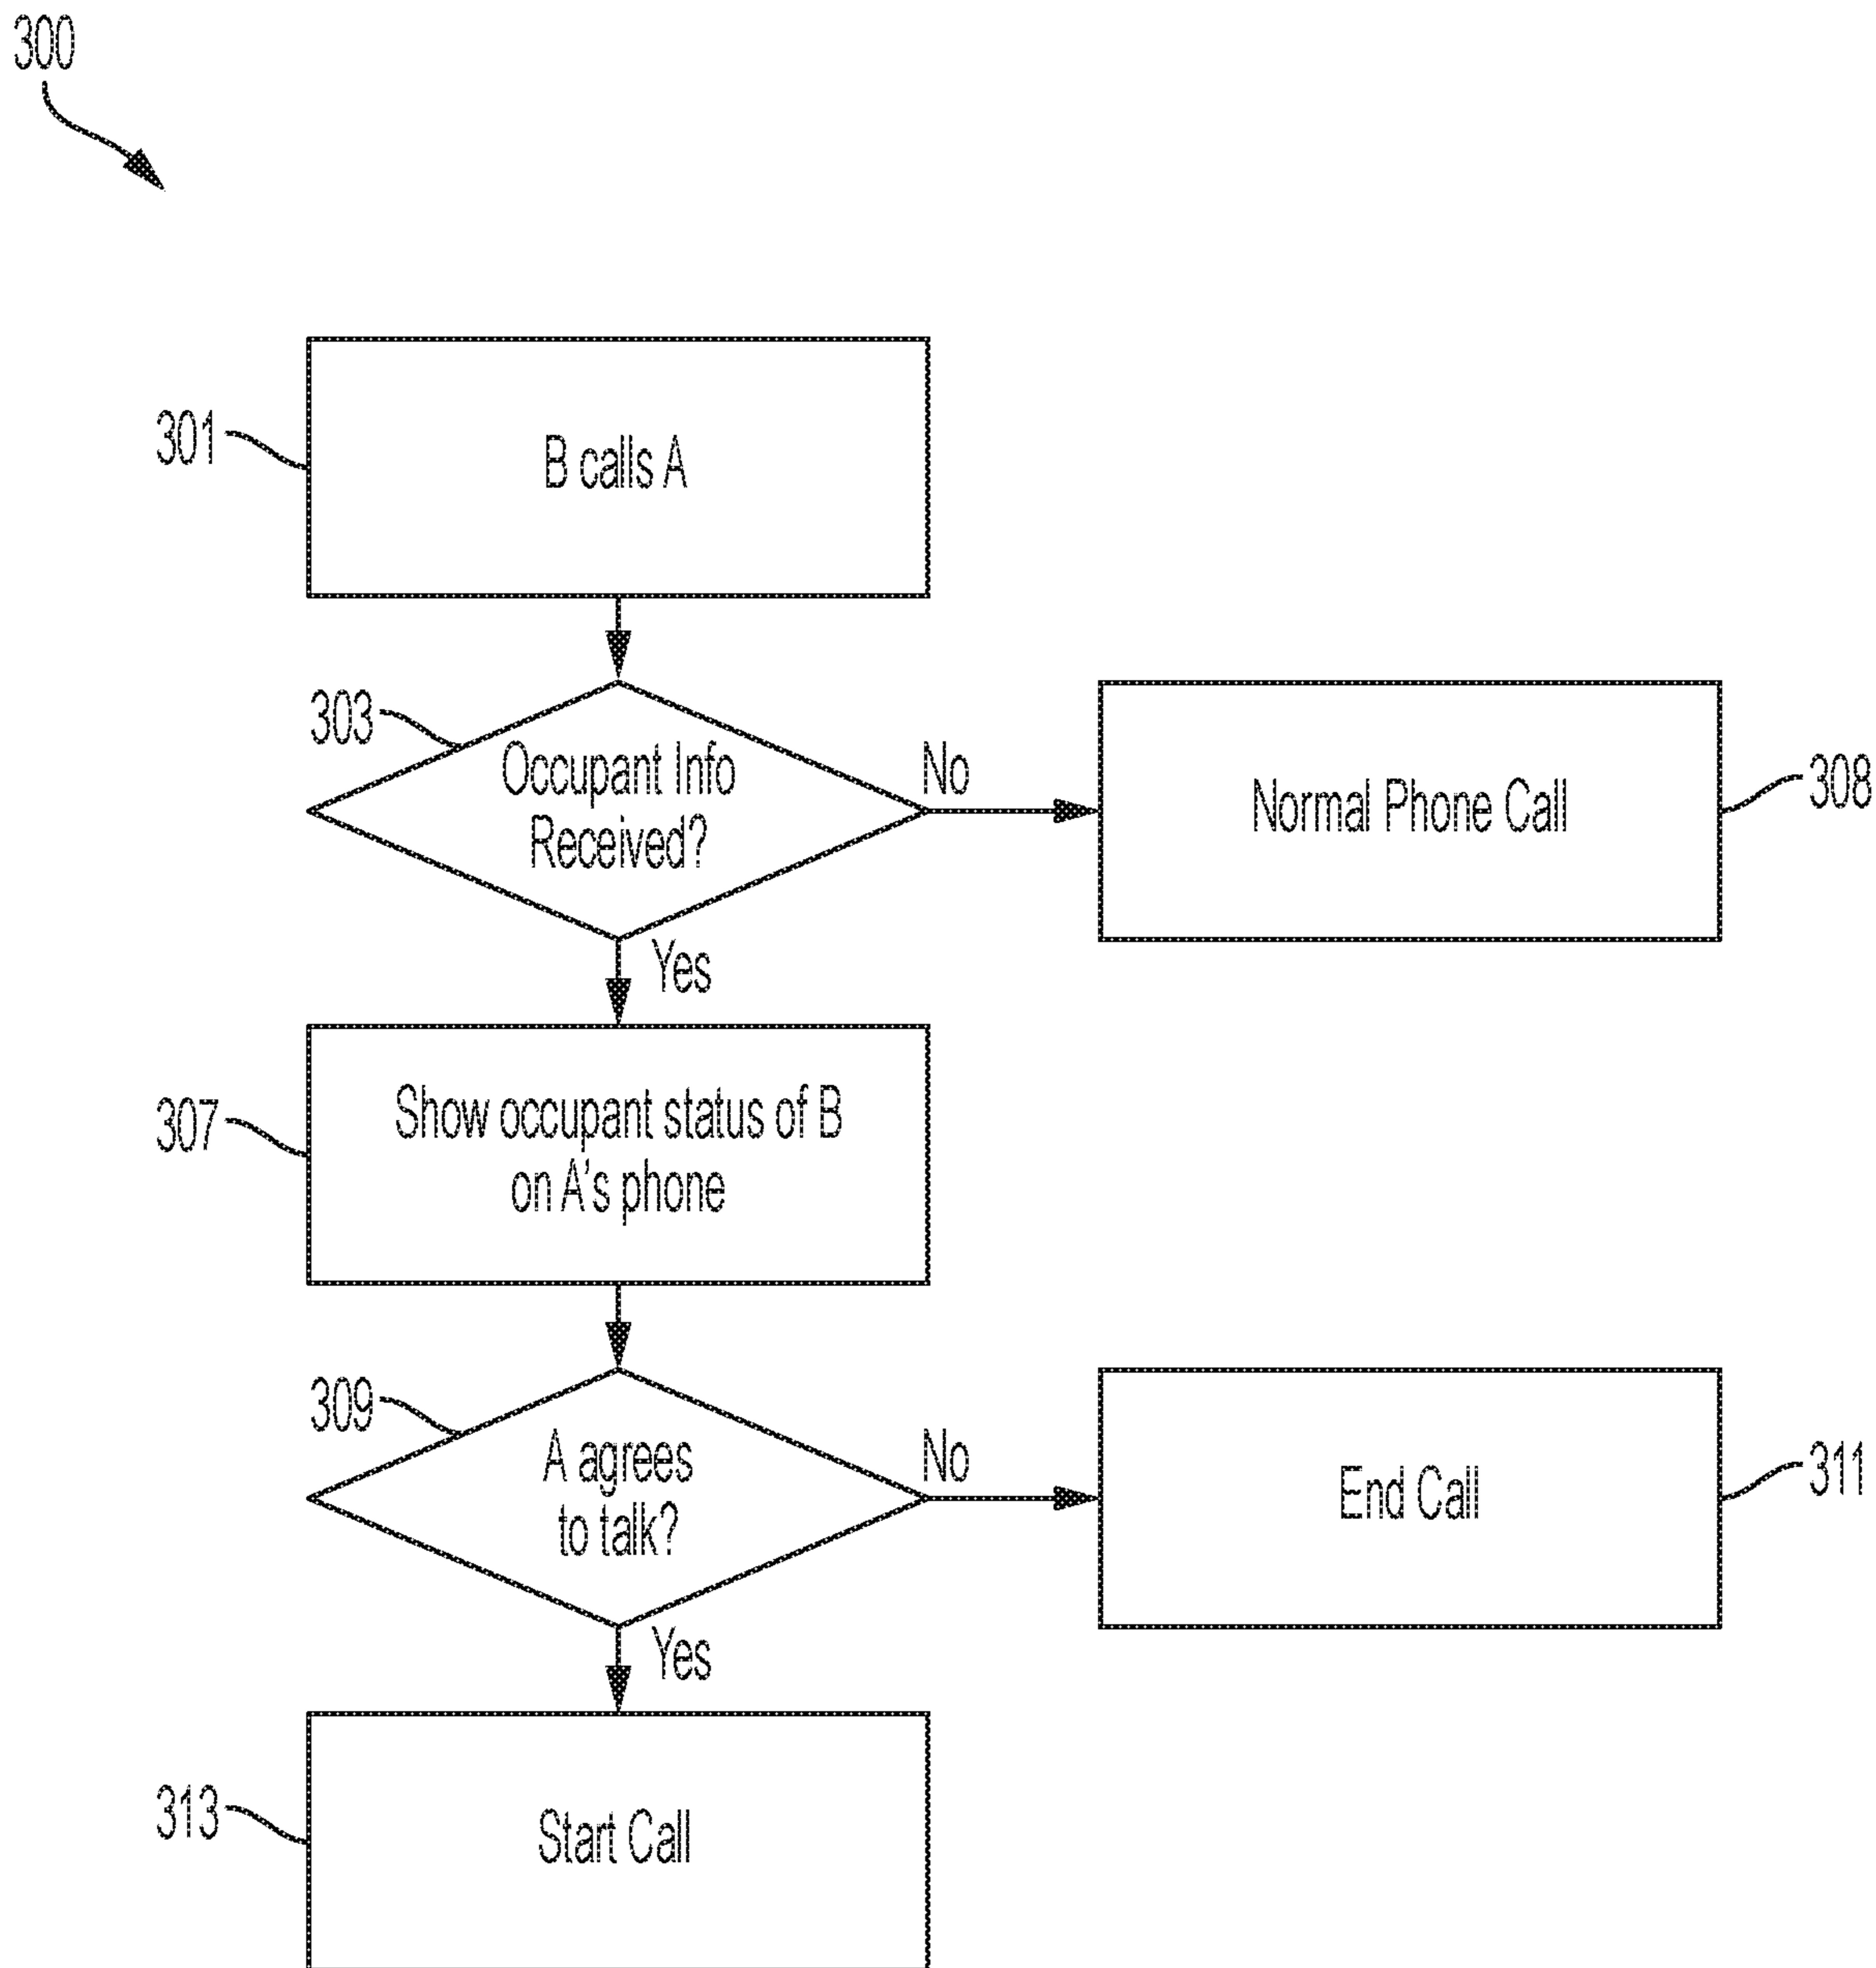 300
301
B calls A
303
Occupant Info
Received?
No
Normal Phone Call
308
Yes
307
Show occupant status of B
on A's phone
309
A agrees
to talk?
No
End Call
311
Yes
313
Start Call